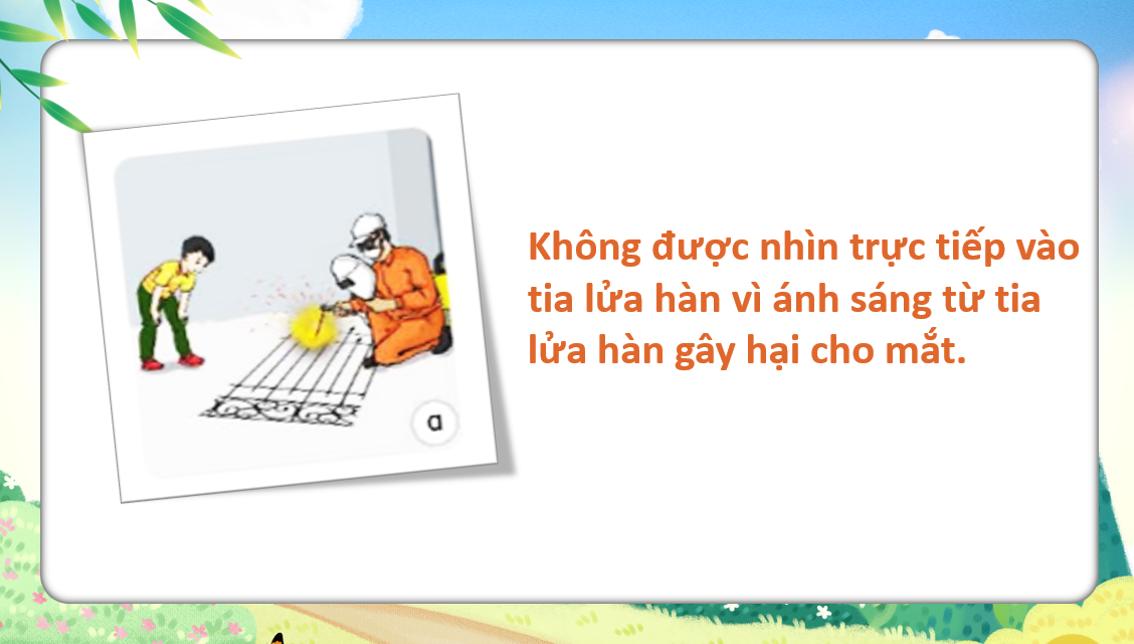 Không được nhìn trực tiếp vào
tia lửa hàn vì ánh sáng từ tia
lửa hàn gây hại cho mắt.
a